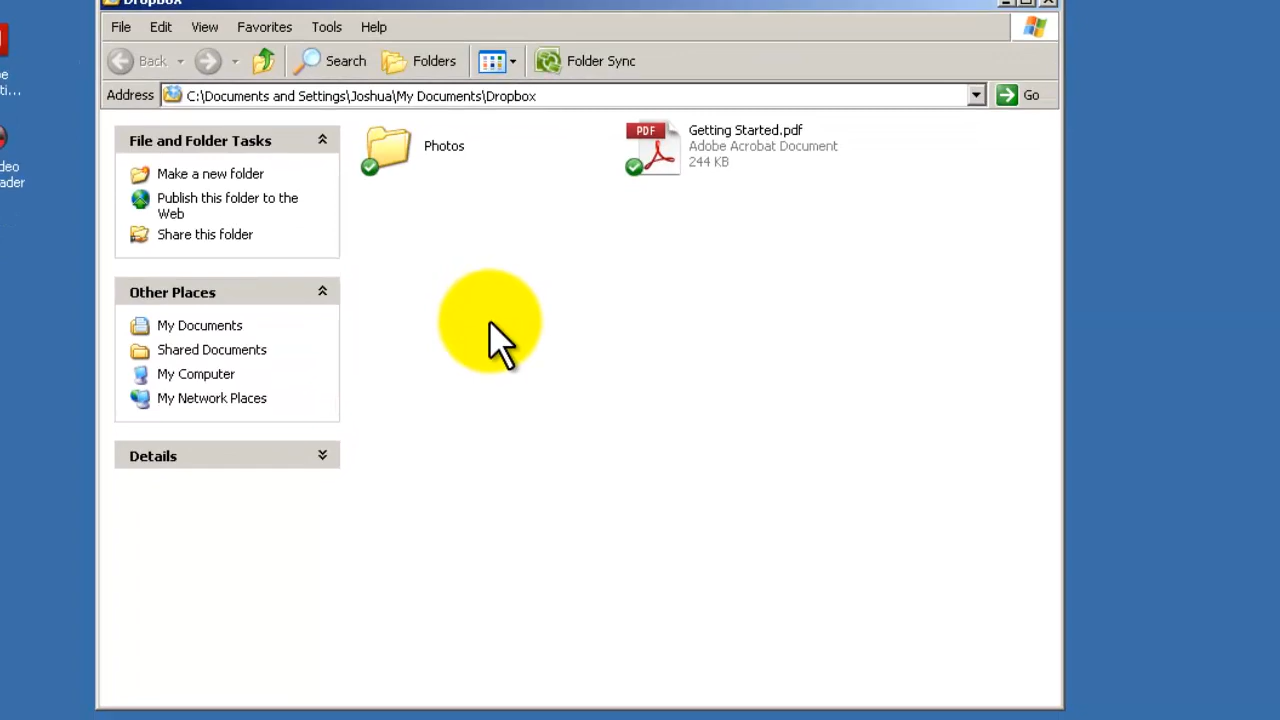 Dropbox
File Edit View Favorites Tools Help
Back Search Folders Folder Sync
Address C:\Documents and Settings\Joshua\My Documents\Dropbox Go
File and Folder Tasks
Make a new folder
Publish this folder to the
Web
Share this folder
Other Places
My Documents
Shared Documents
My Computer
My Network Places
Details
Photos
PDF
Getting Started.pdf
Adobe Acrobat Document
244 KB